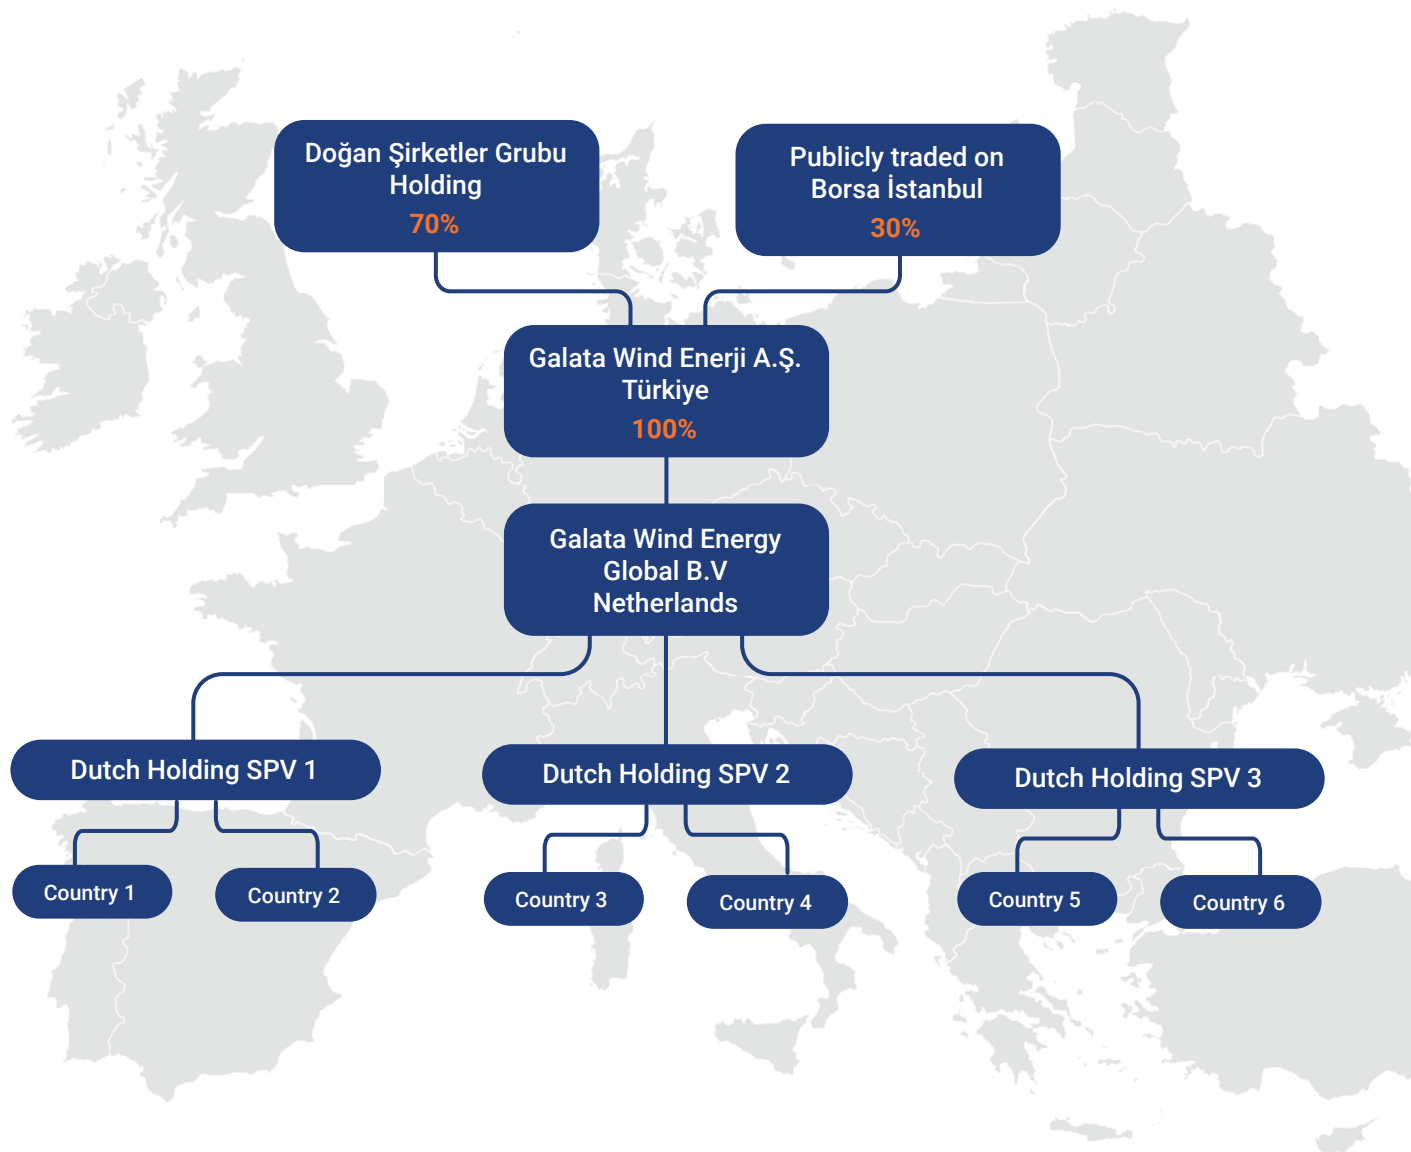 Doğan Şirketler Grubu
Holding
70%
Publicly traded on
Borsa İstanbul
30%
Galata Wind Enerji A.Ş.
Türkiye
100%
Galata Wind Energy
Global B.V
Netherlands
Dutch Holding SPV 1
Dutch Holding SPV 2
Dutch Holding SPV 3
Country 1
Country 2
Country 3
Country 4
Country 5
Country 6